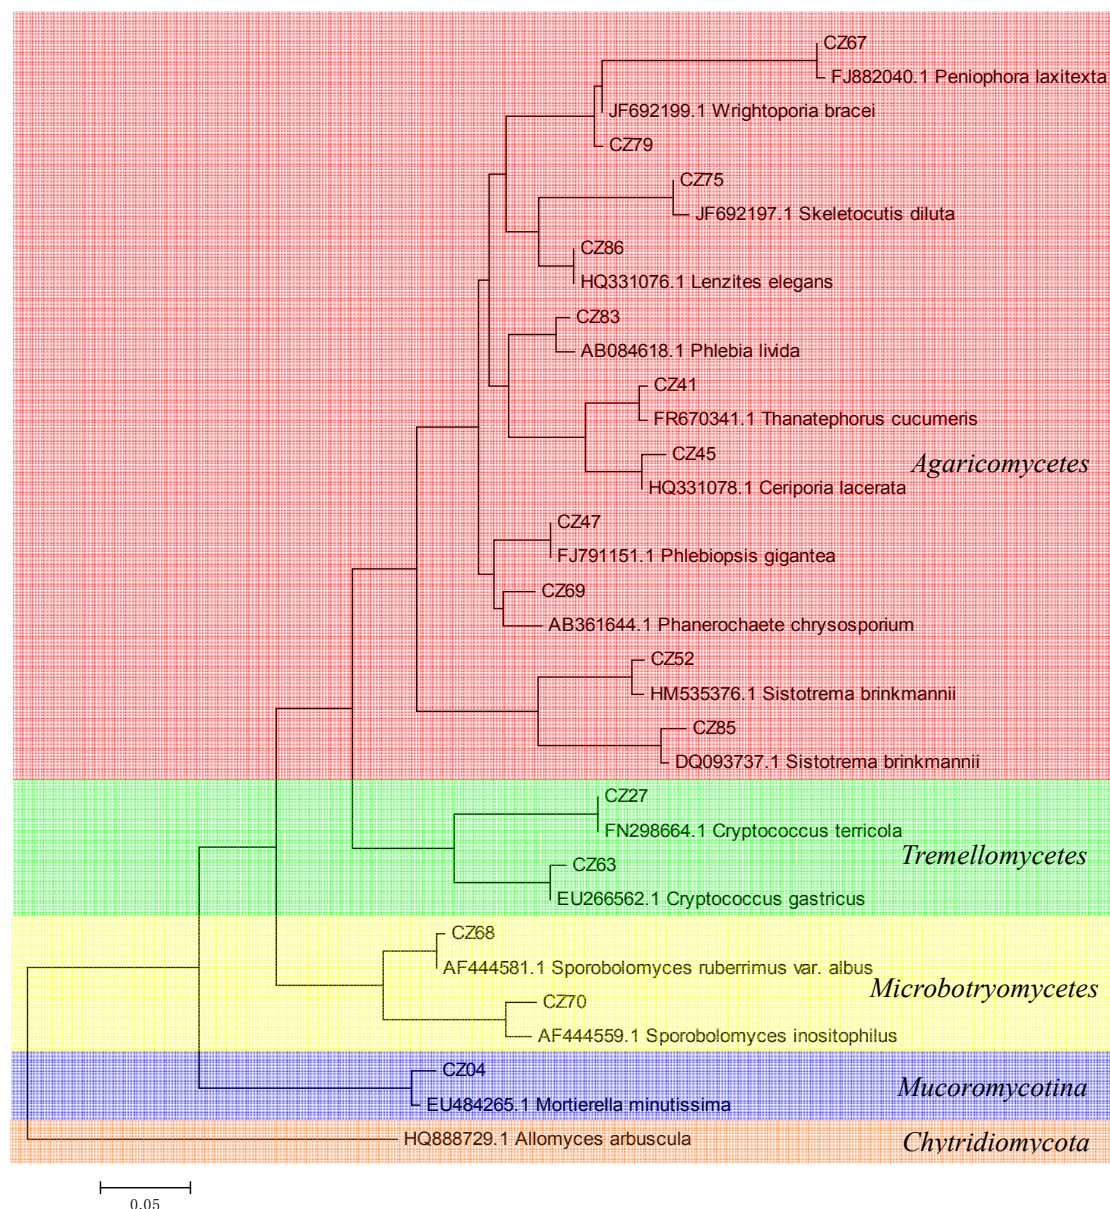 CZ67
FJ882040.1 Peniophora laxitexta
JF692199.1 Wrightoporia bracei
CZ79
CZ75
JF692197.1 Skeletocutis diluta
CZ86
HQ331076.1 Lenzites elegans
CZ83
AB084618.1 Phlebia livida
CZ41
FR670341.1 Thanatephorus cucumeris
CZ45
Agaricomycetes
HQ331078.1 Ceriporia lacerata
CZ47
FJ791151.1 Phlebiopsis gigantea
CZ69
AB361644.1 Phanerochaete chrysosporium
CZ52
HM535376.1 Sistotrema brinkmannii
CZ85
DQ093737.1 Sistotrema brinkmannii
CZ27
FN298664.1 Cryptococcus terricola
Tremellomycetes
CZ63
EU266562.1 Cryptococcus gastricus
CZ68
AF444581.1 Sporobolomyces ruberrimus var. albus
Microbotryomycetes
CZ70
AF444559.1 Sporobolomyces inositophilus
CZ04
Mucoromycotina
EU484265.1 Mortierella minutissima
HQ888729.1 Allomyces arbuscula
Chytridiomycota
0.05